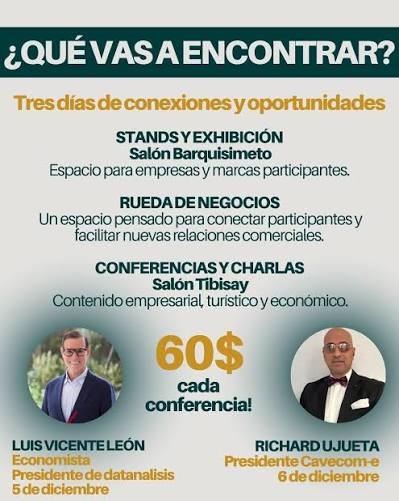 ¿QUÉ VAS A ENCONTRAR?
Tres días de conexiones y oportunidades
STANDS Y EXHIBICIÓN
Salón Barquisimeto
Espacio para empresas y marcas participantes.
RUEDA DE NEGOCIOS
Un espacio pensado para conectar participantes y
facilitar nuevas relaciones comerciales.
CONFERENCIAS Y CHARLAS
Salón Tibisay
Contenido empresarial, turístico y económico.
60$
cada
conferencia!
LUIS VICENTE LEÓN
Economista
Presidente de datanalisis
5 de diciembre
RICHARD UJUETA
Presidente Cavecom-e
6 de diciembre